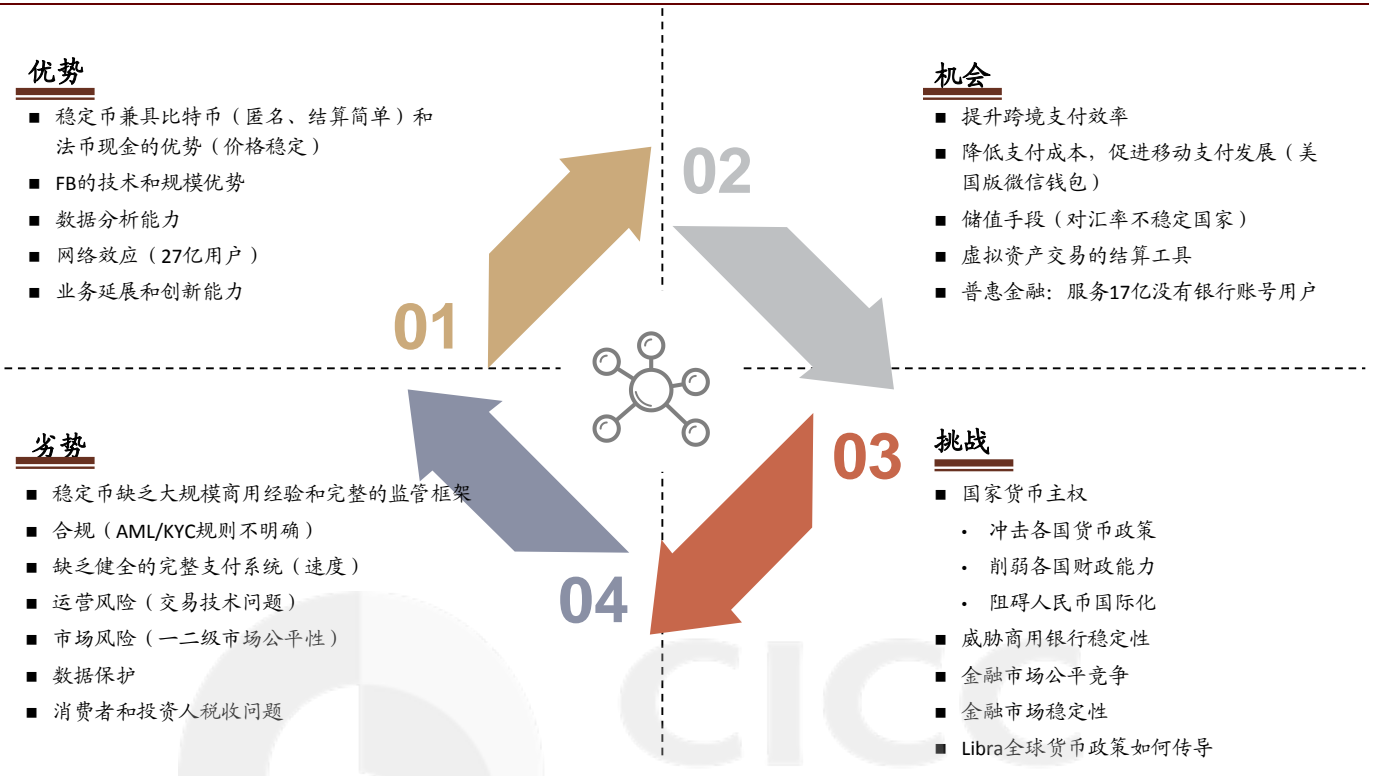 优势
■ 稳定币兼具比特币（匿名、结算简单）和
法币现金的优势（价格稳定）
■ FB的技术和规模优势
■ 数据分析能力
■ 网络效应（27亿用户）
■ 业务延展和创新能力
01
02
机会
■ 提升跨境支付效率
■ 降低支付成本，促进移动支付发展（美
国版微信钱包）
■ 储值手段（对汇率不稳定国家）
■ 虚拟资产交易的结算工具
■ 普惠金融：服务17亿没有银行账号用户
劣势
■ 稳定币缺乏大规模商用经验和完整的监管框架
■ 合规（AML/KYC规则不明确）
■ 缺乏健全的完整支付系统（速度）
■ 运营风险（交易技术问题）
■ 市场风险（一二级市场公平性）
■ 数据保护
■ 消费者和投资人税收问题
04
03
挑战
■ 国家货币主权
• 冲击各国货币政策
• 削弱各国财政能力
• 阻碍人民币国际化
■ 威胁商用银行稳定性
■ 金融市场公平竞争
■ 金融市场稳定性
■ Libra全球货币政策如何传导
CICC